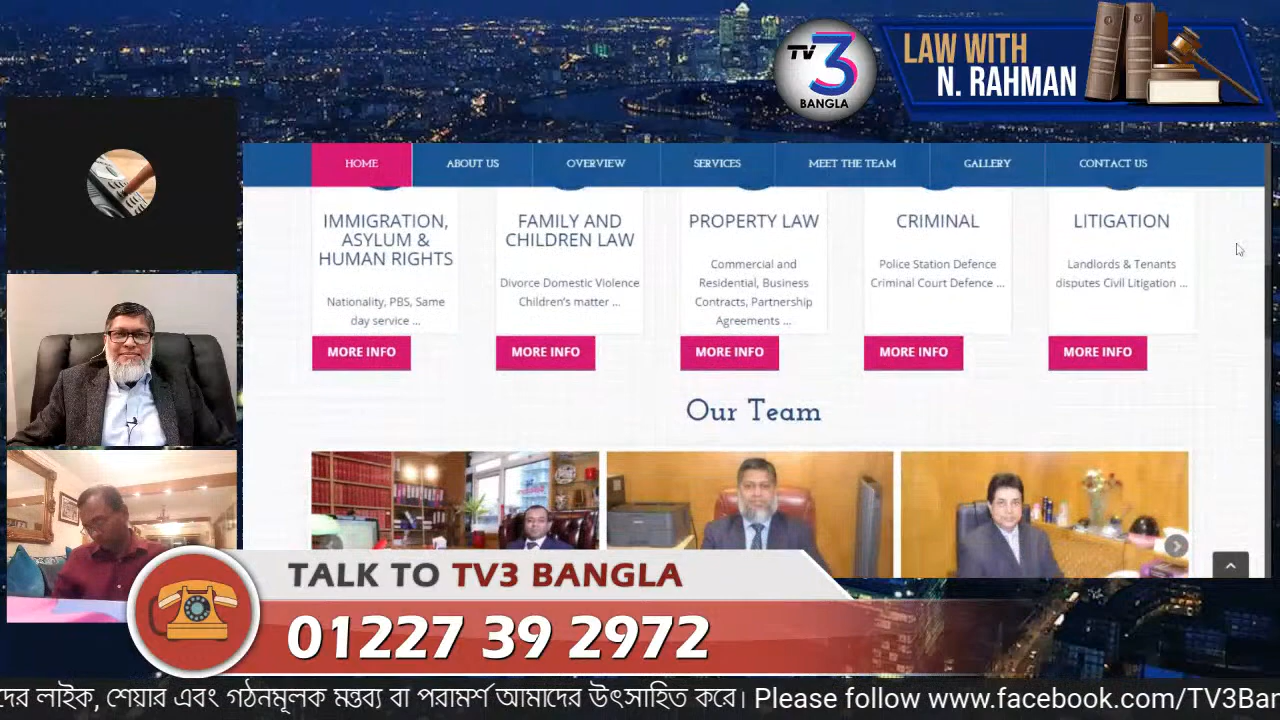 TV3
BANGLA
LAW WITH
N. RAHMAN
HOME
ABOUT US
OVERVIEW
SERVICES
MEET THE TEAM
GALLERY
CONTACT US
IMMIGRATION,
ASYLUM &
HUMAN RIGHTS
Nationality, PBS, Same
day service ...
MORE INFO
FAMILY AND
CHILDREN LAW
Divorce Domestic Violence
Children's matter ...
MORE INFO
PROPERTY LAW
Commercial and
Residential, Business
Contracts, Partnership
Agreements ...
MORE INFO
CRIMINAL
Police Station Defence
Criminal Court Defence ...
MORE INFO
LITIGATION
Landlords & Tenants
disputes Civil Litigation ...
MORE INFO
Our Team
TALK TO TV3 BANGLA
01227 39 2972
দের লাইক, শেয়ার এবং গঠনমূলক মন্তব্য বা পরামর্শ আমাদের উৎসাহিত করে। Please follow www.facebook.com/TV3Ban